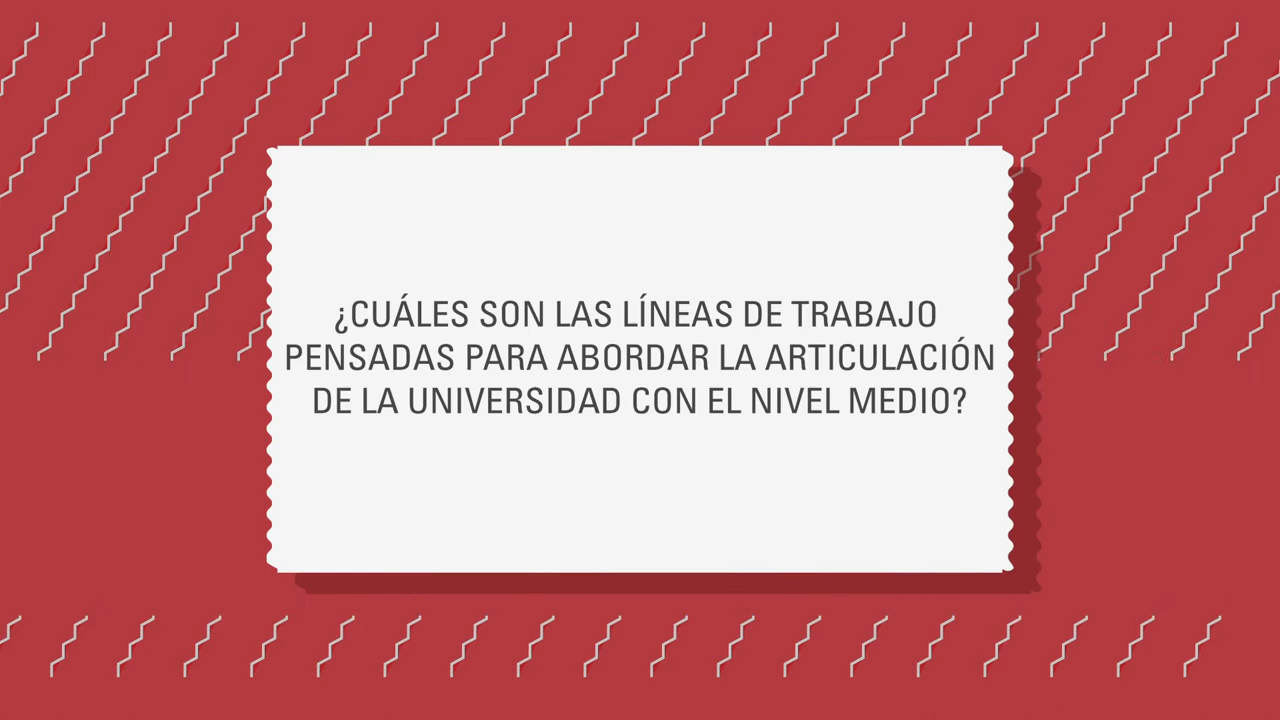 ¿CUÁLES SON LAS LÍNEAS DE TRABAJO
PENSADAS PARA ABORDAR LA ARTICULACIÓN
DE LA UNIVERSIDAD CON EL NIVEL MEDIO?